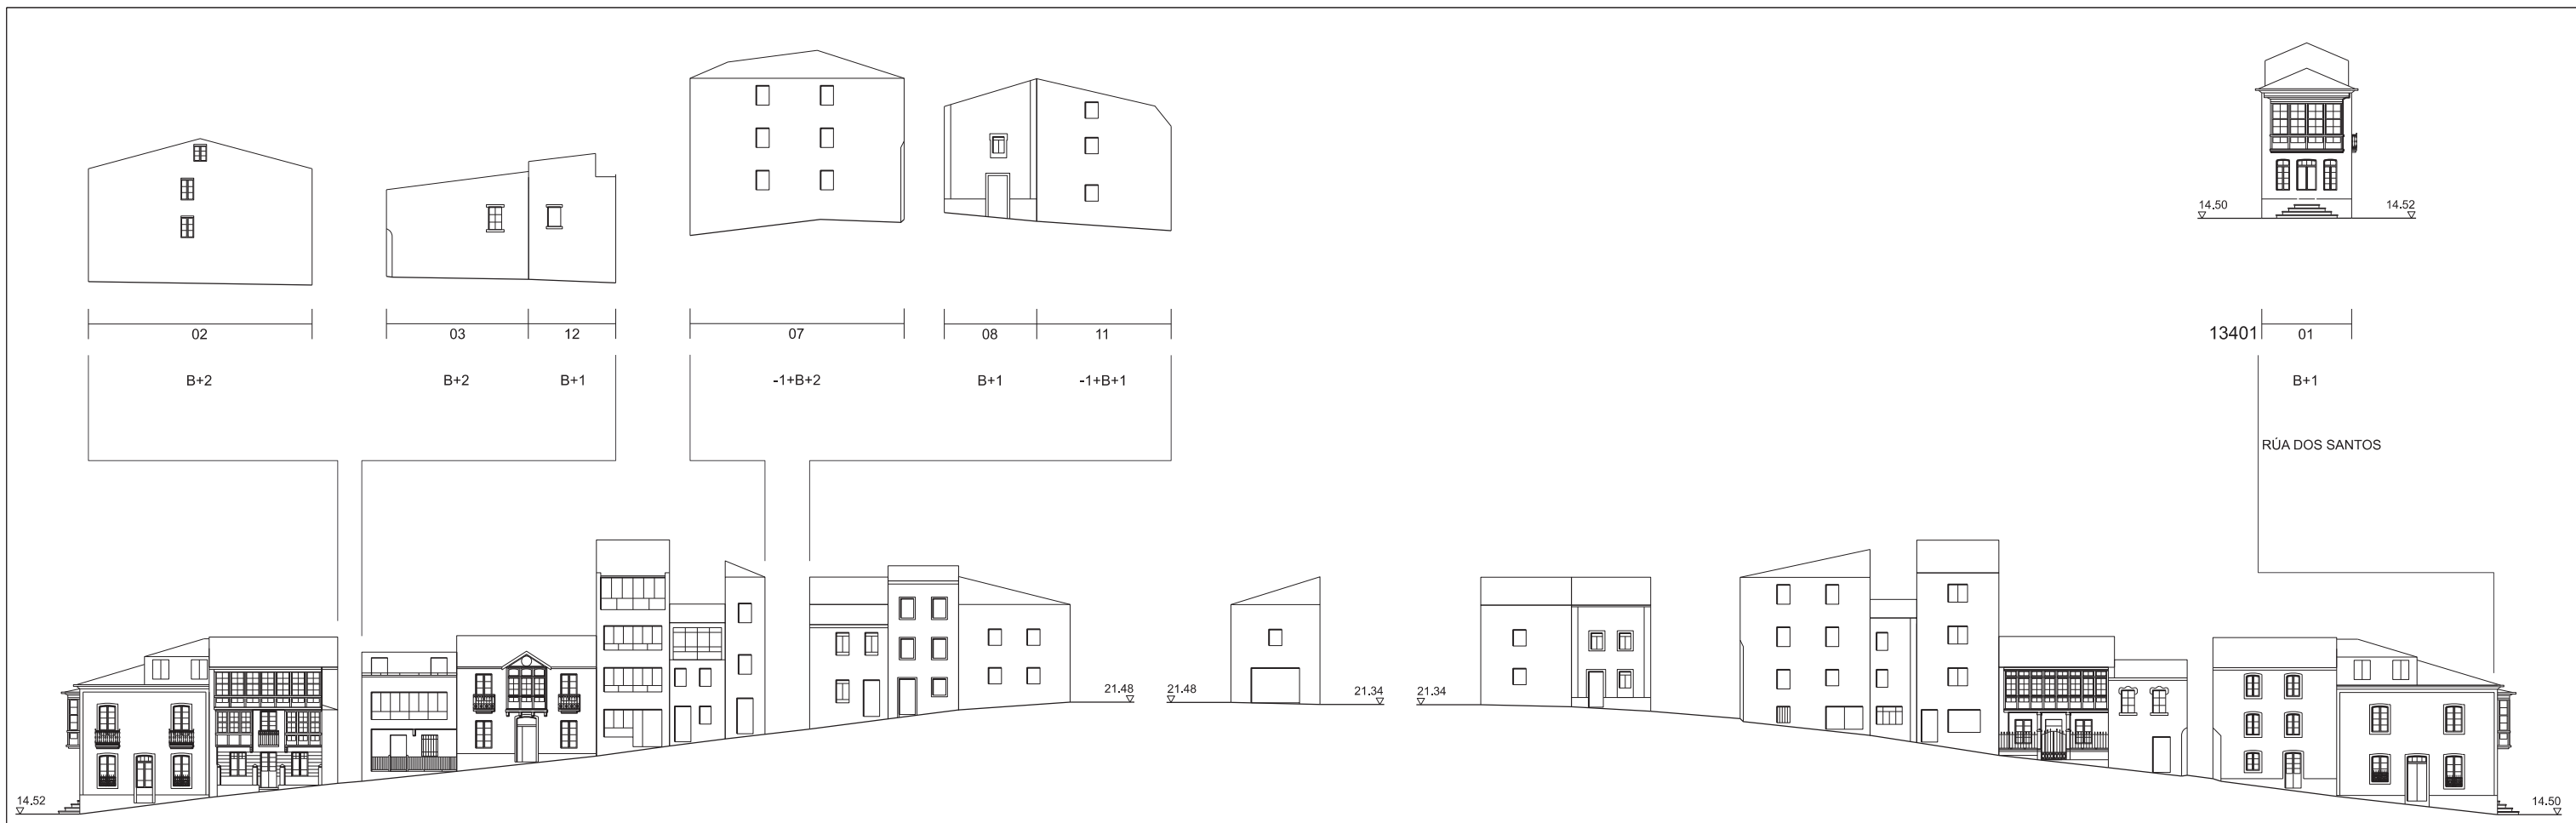 14.50 14.52
02 03 12 07 08 11 13401 01
B+2 B+2 B+1 -1+B+2 B+1 -1+B+1 B+1
RÚA DOS SANTOS
21.48 21.48 21.34 21.34
14.52 14.50